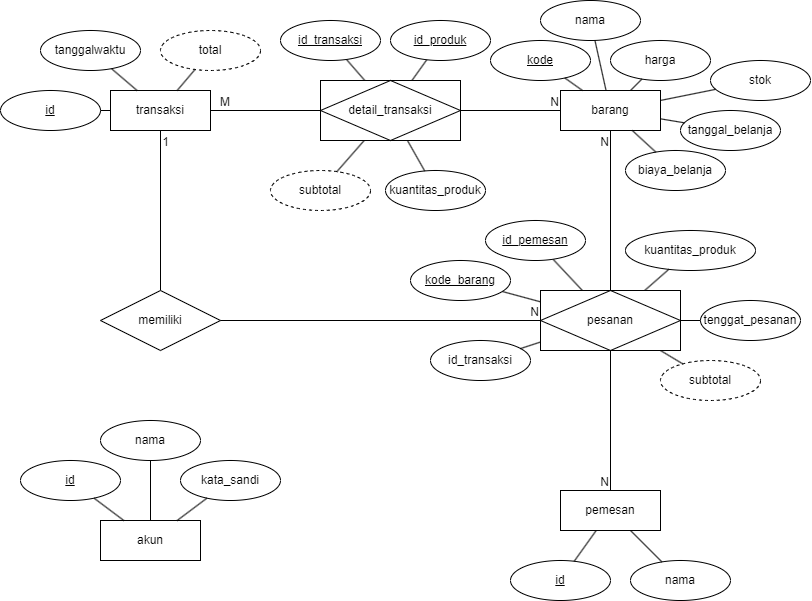 nama
tanggalwaktu
total
id_transaksi
id_produk
kode
harga
stok
id
transaksi
M
detail_transaksi
N
barang
tanggal_belanja
1
N
biaya_belanja
subtotal
kuantitas_produk
id_pemesan
kuantitas_produk
kode_barang
memiliki
N
pesanan
tenggat_pesanan
id_transaksi
subtotal
nama
id
kata_sandi
N
pemesan
akun
id
nama